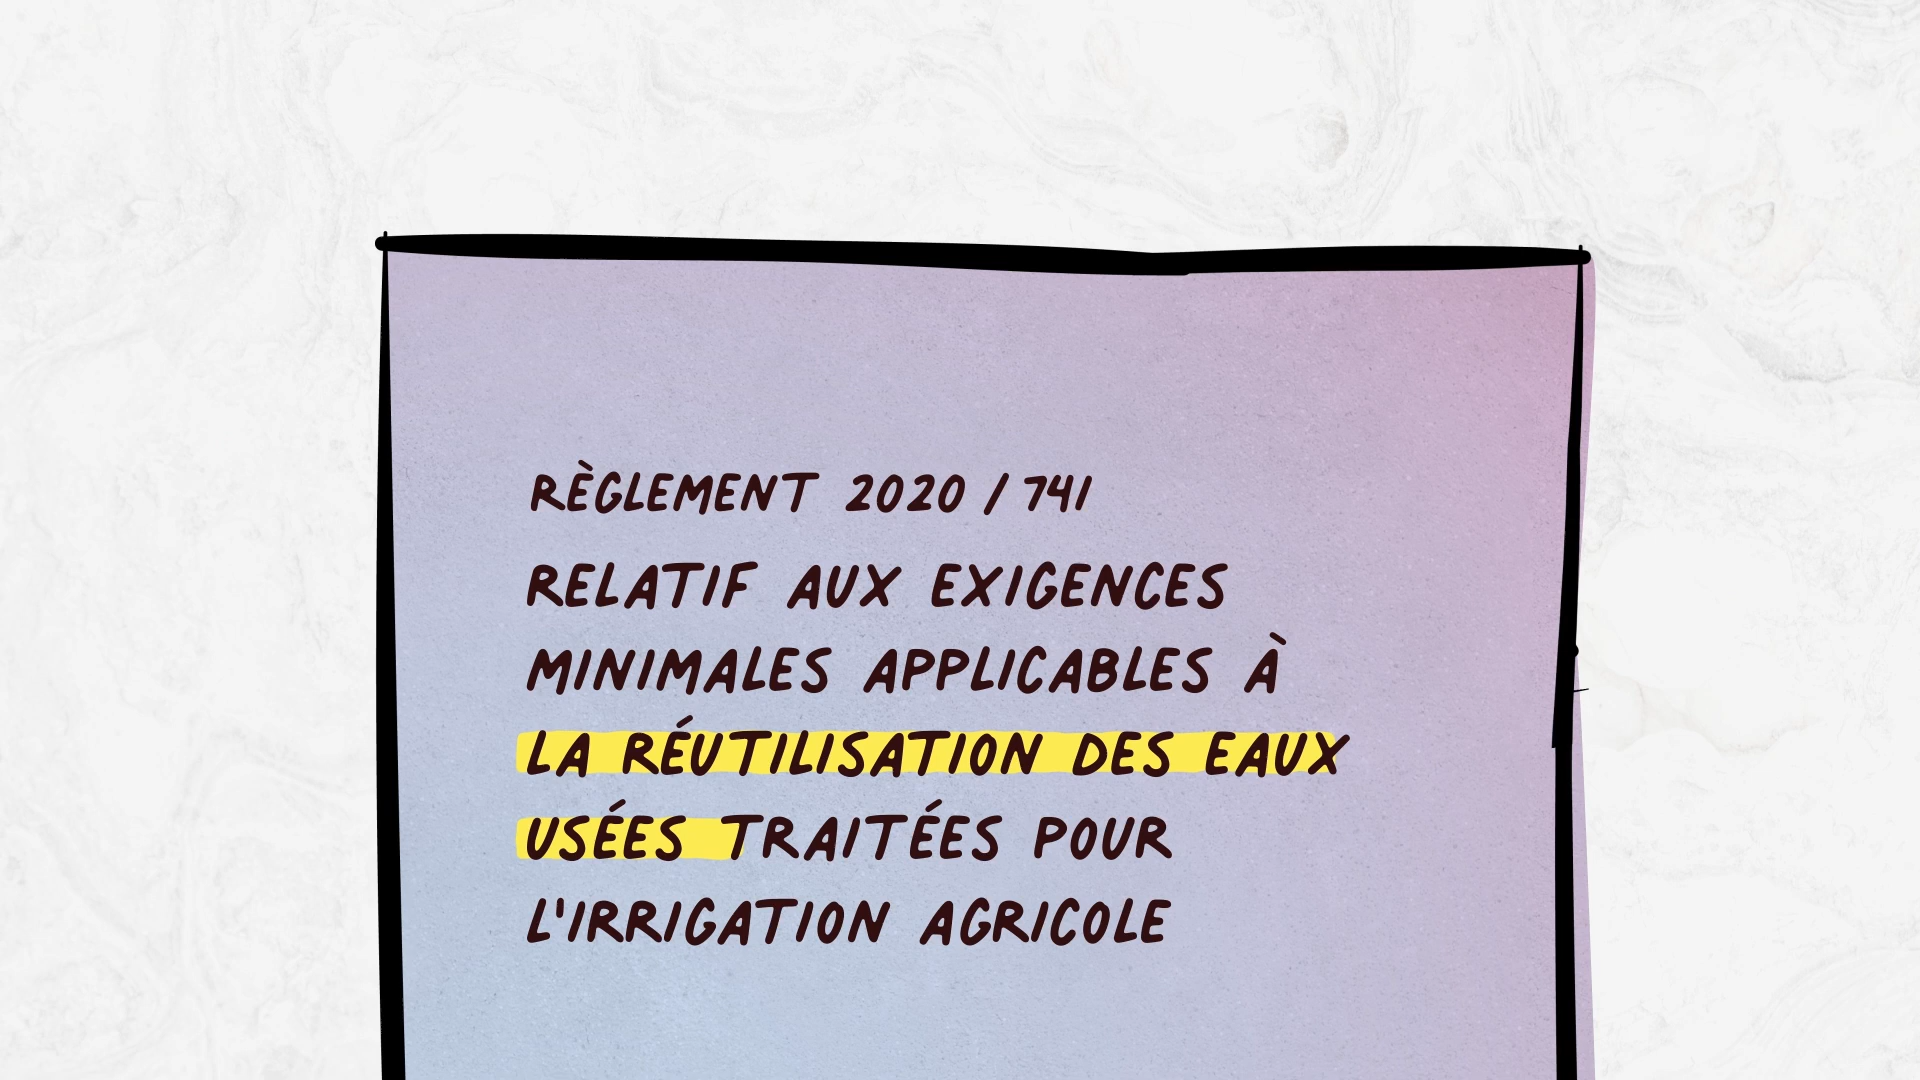 RÈGLEMENT 2020 / 741
RELATIF AUX EXIGENCES
MINIMALES APPLICABLES À
LA RÉUTILISATION DES EAUX
USÉES TRAITÉES POUR
L'IRRIGATION AGRICOLE